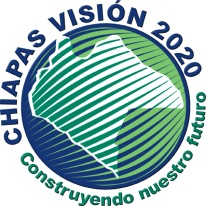 CHIAPAS VISIÓN 2020
Construyendo nuestro futuro